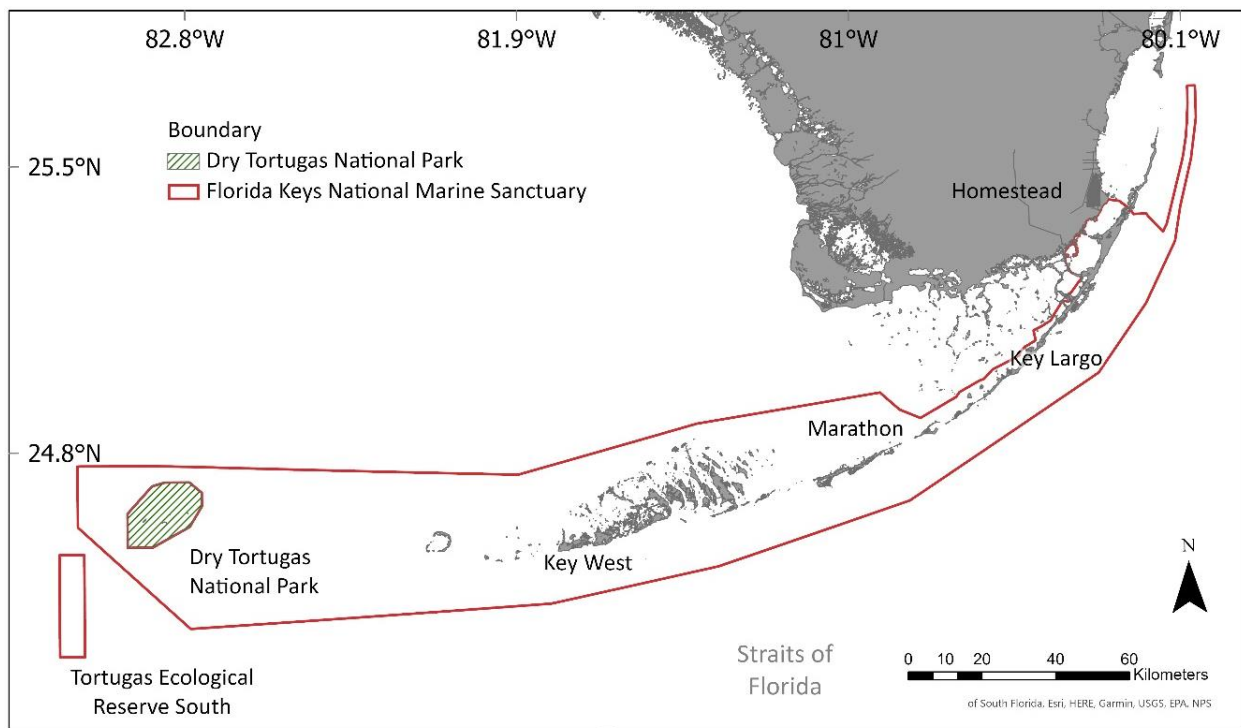 82.8°W
81.9°W
81°W
80.1°W
Boundary
Dry Tortugas National Park
Florida Keys National Marine Sanctuary
25.5°N
Homestead
Key Largo
Marathon
24.8°N
Key West
Dry Tortugas
National Park
N
Tortugas Ecological
Reserve South
Straits of
Florida
0 10 20 40 60
Kilometers
of South Florida, Esri, HERE, Garmin, USGS, EPA, NPS